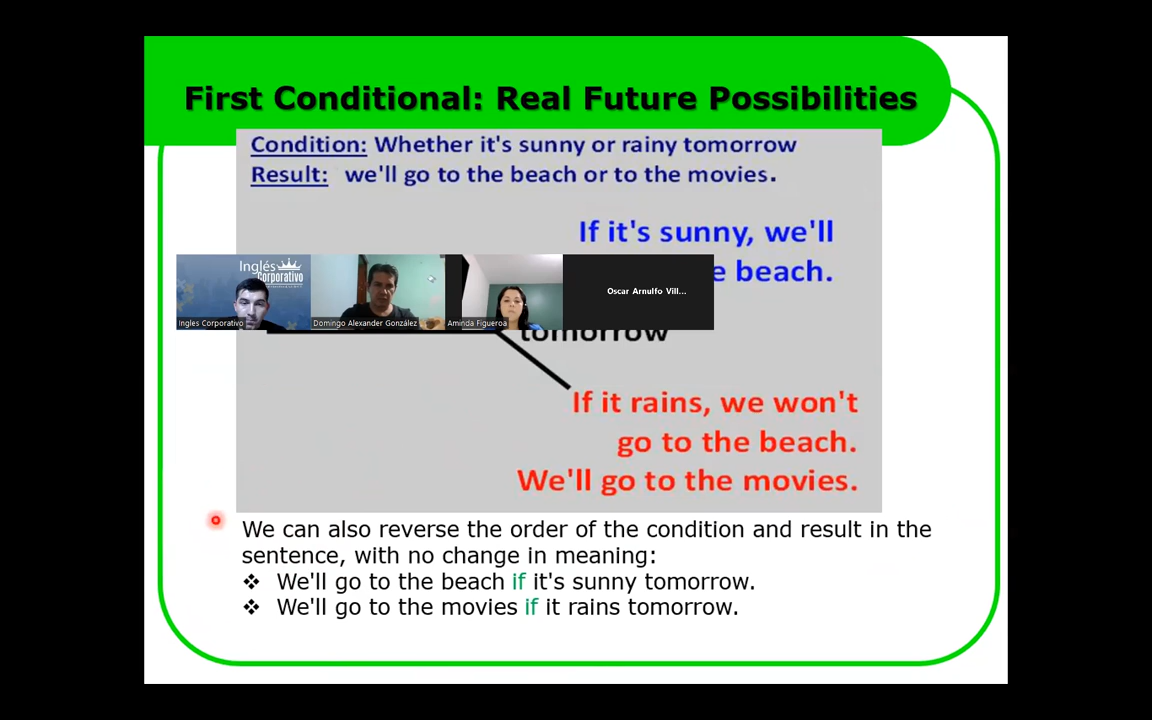 First Conditional: Real Future Possibilities
Condition: Whether it's sunny or rainy tomorrow
Result: we'll go to the beach or to the movies.
If it's sunny, we'll
beach.
Inglés
Corporativo
Ingles Corporativo
Domingo Alexander González
Aminda Figueroa
Oscar Arnulfo Vill...
tomorrow
If it rains, we won't
go to the beach.
We'll go to the movies.
We can also reverse the order of the condition and result in the
sentence, with no change in meaning:
❖ We'll go to the beach if it's sunny tomorrow.
❖ We'll go to the movies if it rains tomorrow.